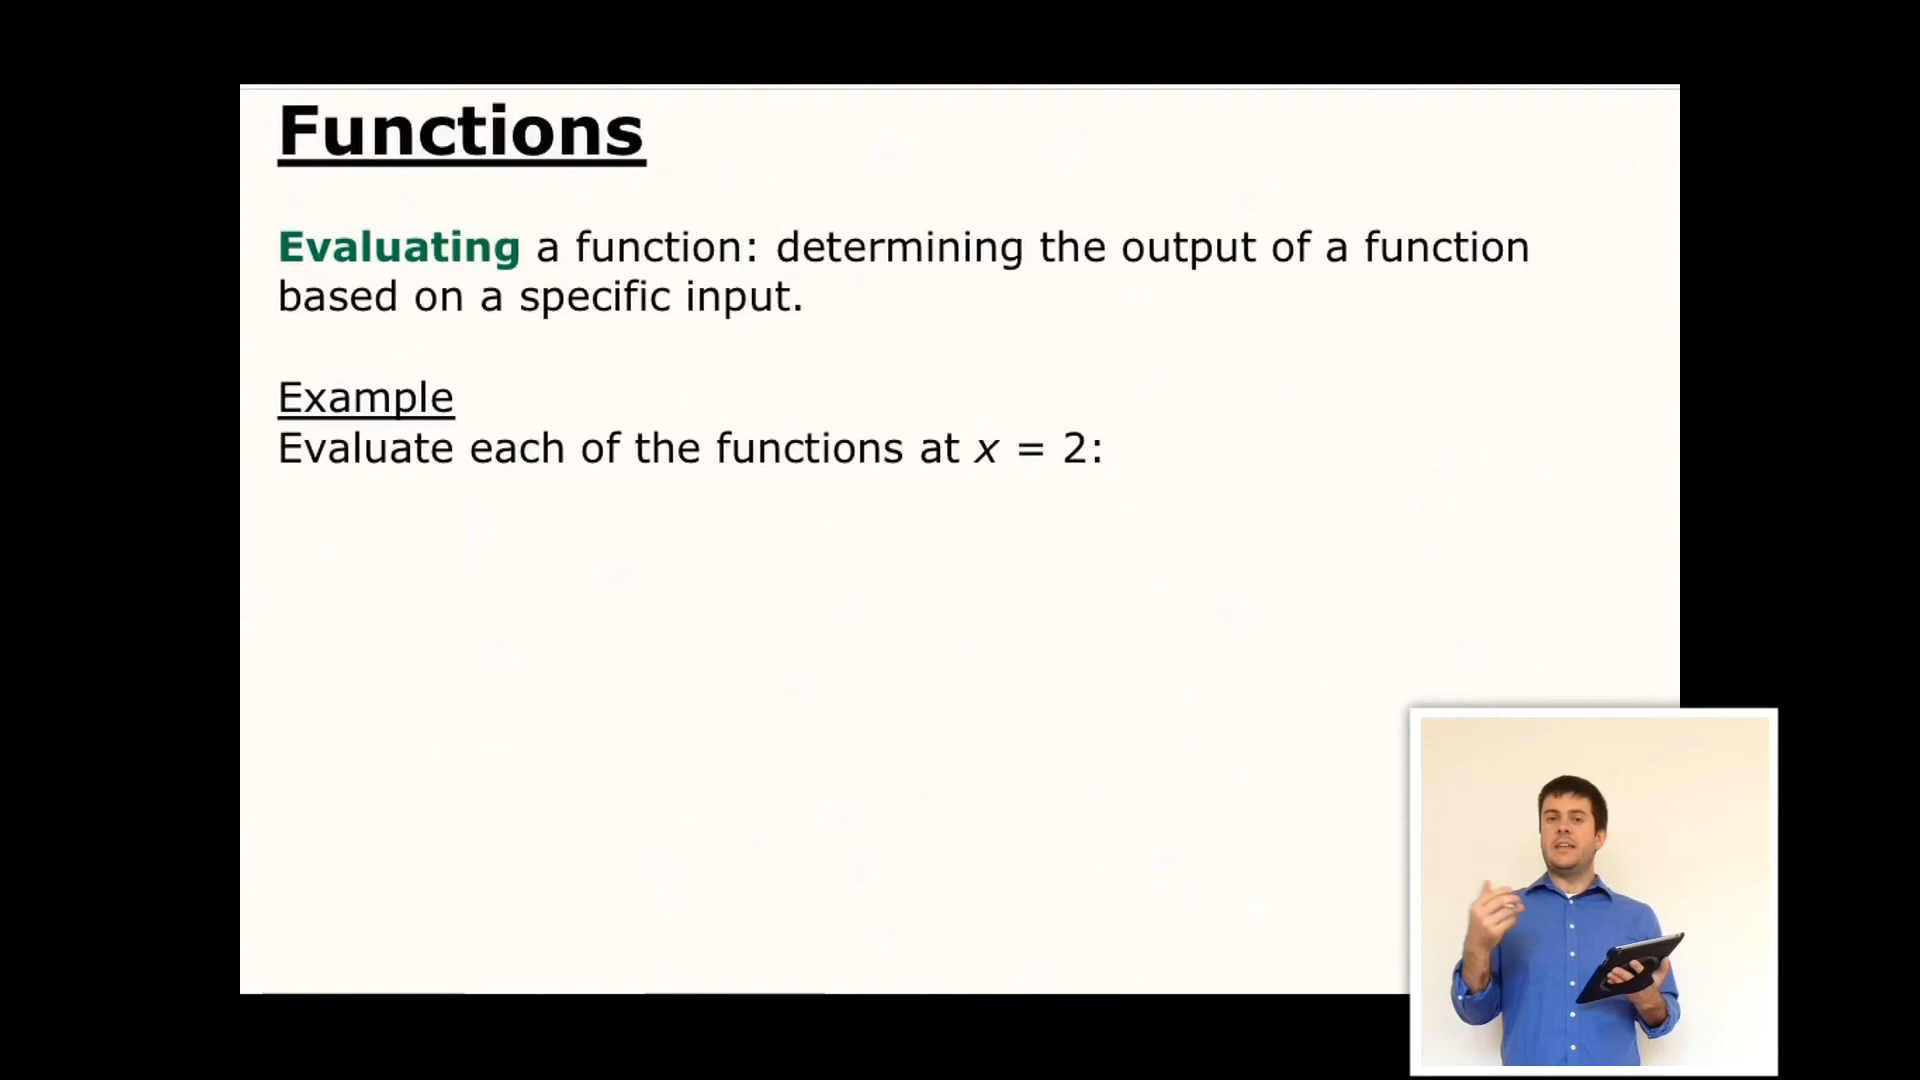 Functions
Evaluating a function: determining the output of a function
based on a specific input.
Example
Evaluate each of the functions at x = 2: